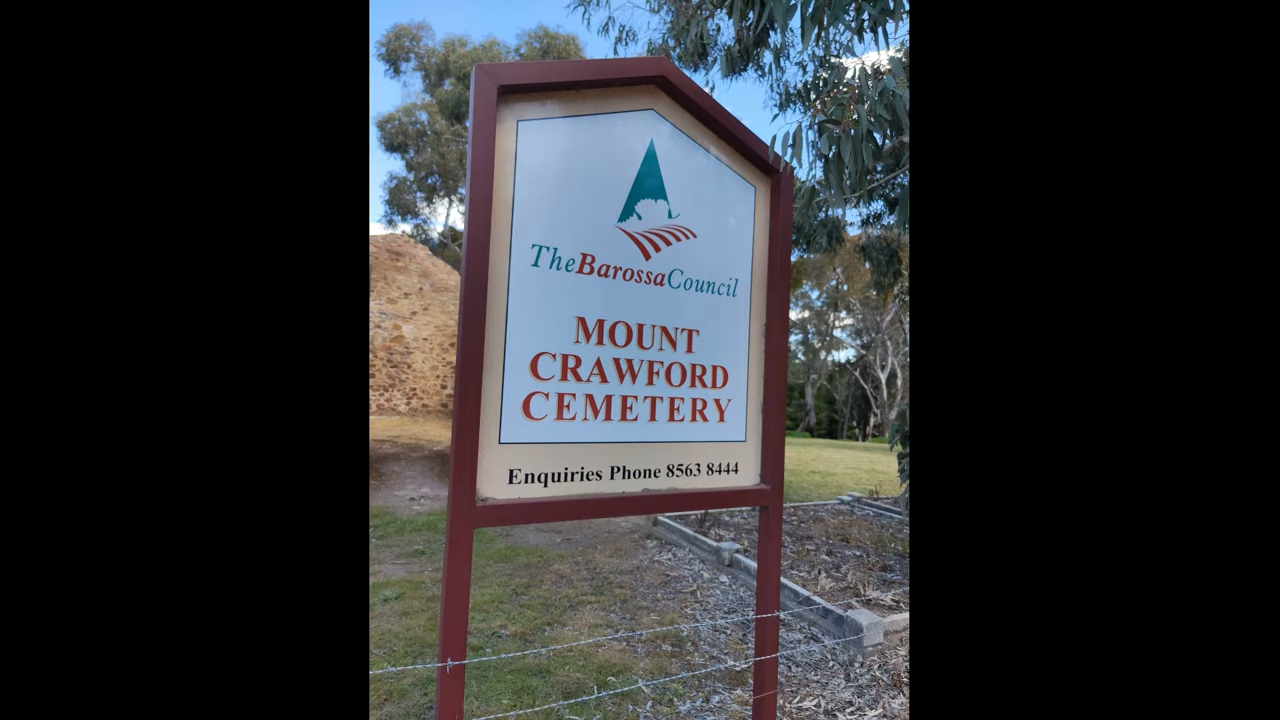 TheBarossaCouncil
MOUNT
CRAWFORD
CEMETERY
Enquiries Phone 8563 8444